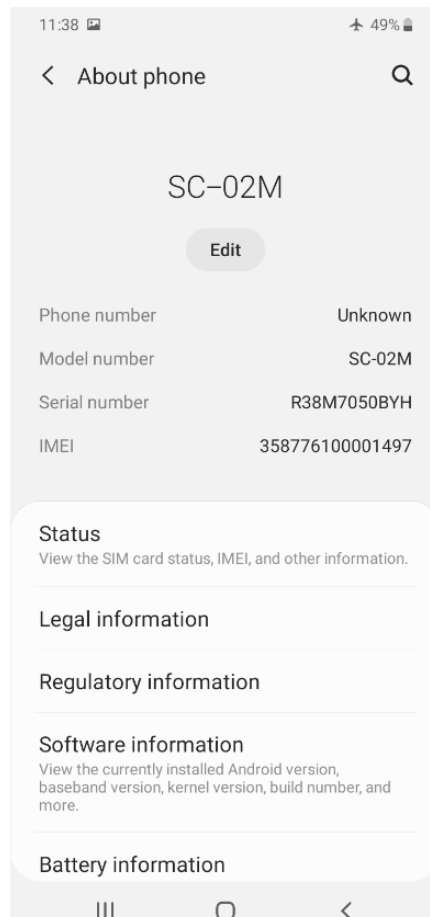 11:38 49%
About phone
SC-02M
Edit
Phone number Unknown
Model number SC-02M
Serial number R38M7050BYH
IMEI 358776100001497
Status
View the SIM card status, IMEI, and other information.
Legal information
Regulatory information
Software information
View the currently installed Android version,
baseband version, kernel version, build number, and
more.
Battery information